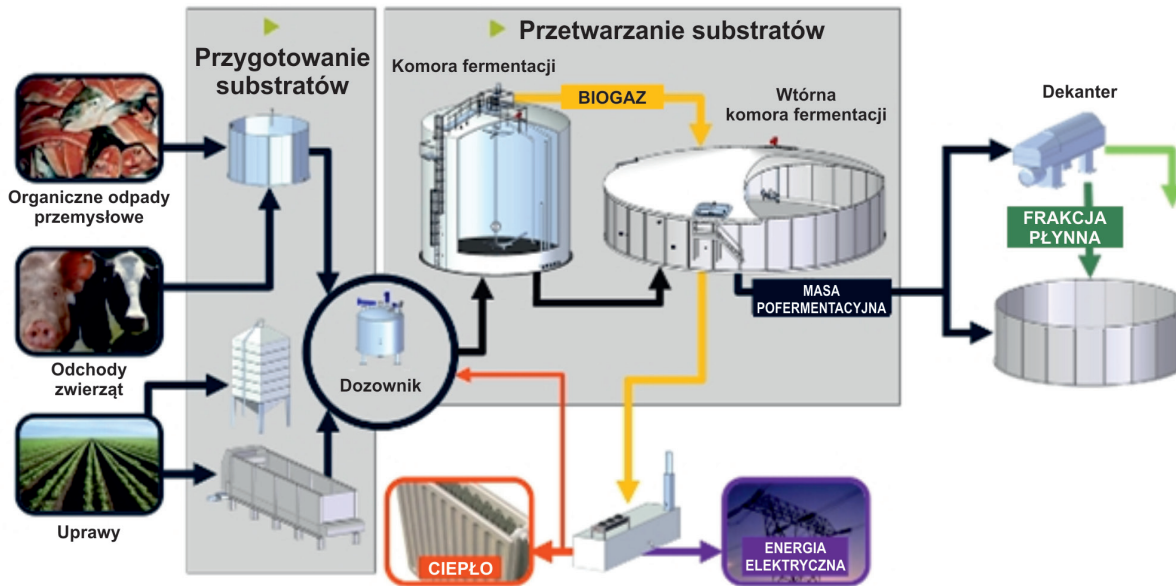 Przygotowanie
substratów
Przetwarzanie substratów
Organiczne odpady
przemysłowe
Odchody
zwierząt
Uprawy
Dozownik
Komora fermentacji
BIOGAZ
Wtórna
komora fermentacji
MASA
POFERMENTACYJNA
Dekanter
FRAKCJA
PŁYNNA
CIEPŁO
ENERGIA
ELEKTRYCZNA